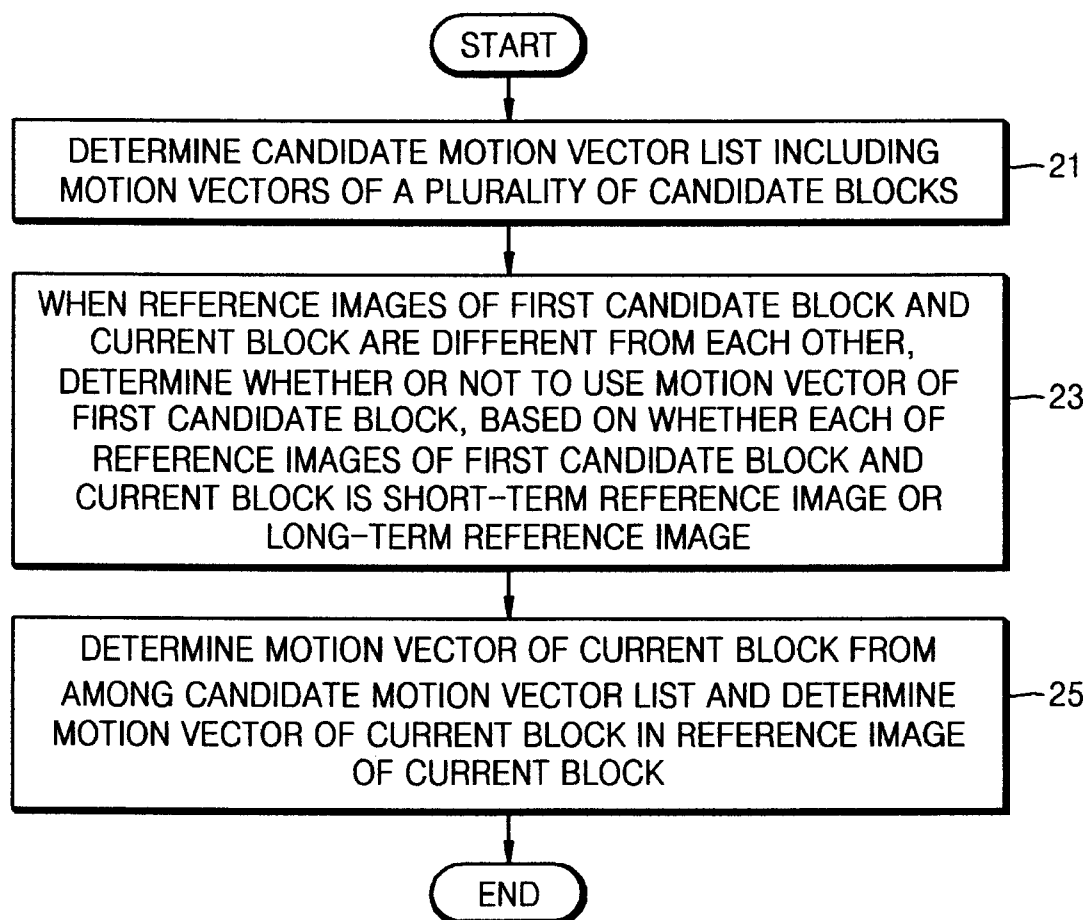 START
DETERMINE CANDIDATE MOTION VECTOR LIST INCLUDING
MOTION VECTORS OF A PLURALITY OF CANDIDATE BLOCKS
21
WHEN REFERENCE IMAGES OF FIRST CANDIDATE BLOCK AND
CURRENT BLOCK ARE DIFFERENT FROM EACH OTHER,
DETERMINE WHETHER OR NOT TO USE MOTION VECTOR OF
FIRST CANDIDATE BLOCK, BASED ON WHETHER EACH OF
REFERENCE IMAGES OF FIRST CANDIDATE BLOCK AND
CURRENT BLOCK IS SHORT-TERM REFERENCE IMAGE OR
LONG-TERM REFERENCE IMAGE
23
DETERMINE MOTION VECTOR OF CURRENT BLOCK FROM
AMONG CANDIDATE MOTION VECTOR LIST AND DETERMINE
MOTION VECTOR OF CURRENT BLOCK IN REFERENCE IMAGE
OF CURRENT BLOCK
25
END